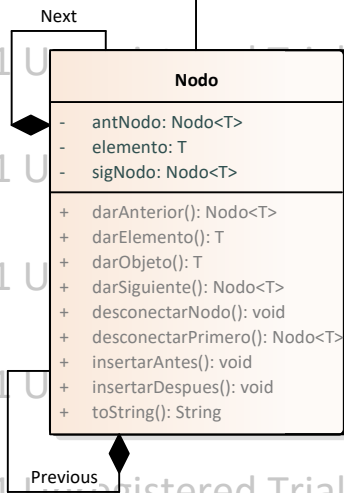 Next
Nodo
- antNodo: Nodo<T>
- elemento: T
- sigNodo: Nodo<T>
+ darAnterior(): Nodo<T>
+ darElemento(): T
+ darObjeto(): T
+ darSiguiente(): Nodo<T>
+ desconectarNodo(): void
+ desconectarPrimero(): Nodo<T>
+ insertarAntes(): void
+ insertarDespues(): void
+ toString(): String
Previous